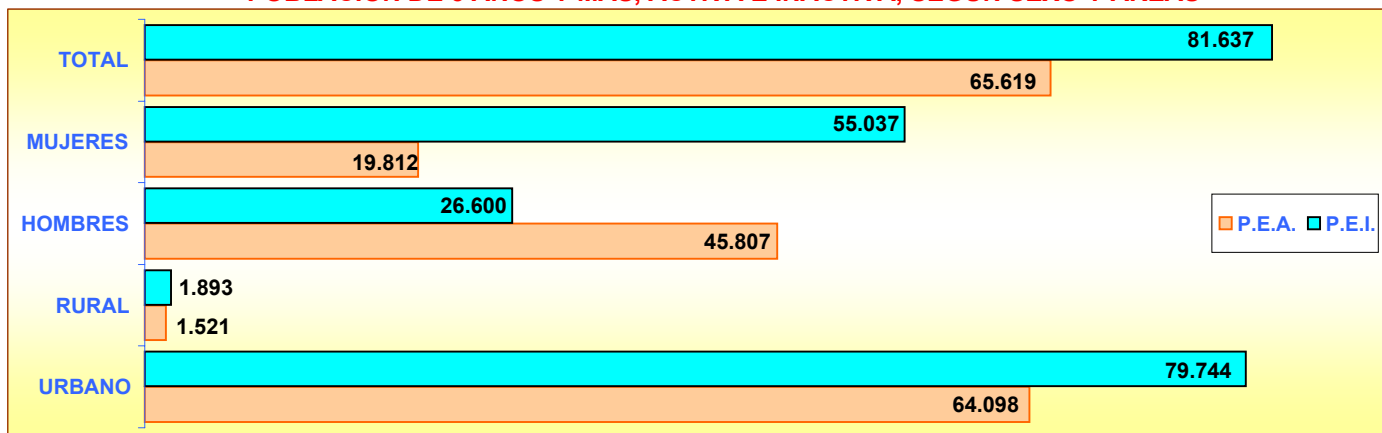 TOTAL
81.637
65.619
MUJERES
55.037
19.812
HOMBRES
26.600
45.807
P.E.A. P.E.I.
RURAL
1.893
1.521
URBANO
79.744
64.098